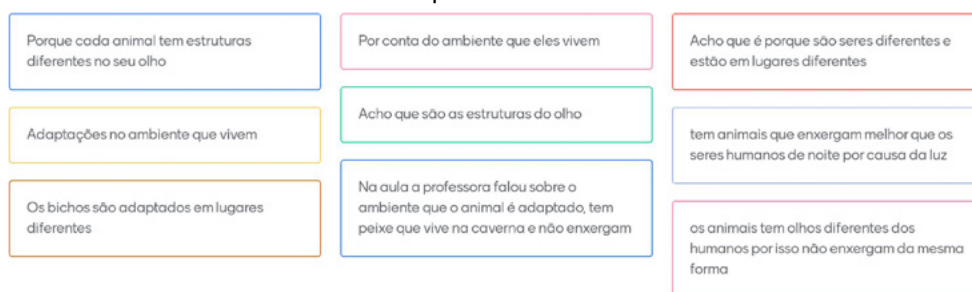 Porque cada animal tem estruturas
diferentes no seu olho
Adaptações no ambiente que vivem
Os bichos são adaptados em lugares
diferentes
Por conta do ambiente que eles vivem
Acho que são as estruturas do olho
Na aula a professora falou sobre o
ambiente que o animal é adaptado, tem
peixe que vive na caverna e não enxergam
Acho que é porque são seres diferentes e
estão em lugares diferentes
tem animais que enxergam melhor que os
seres humanos de noite por causa da luz
os animais tem olhos diferentes dos
humanos por isso não enxergam da mesma
forma